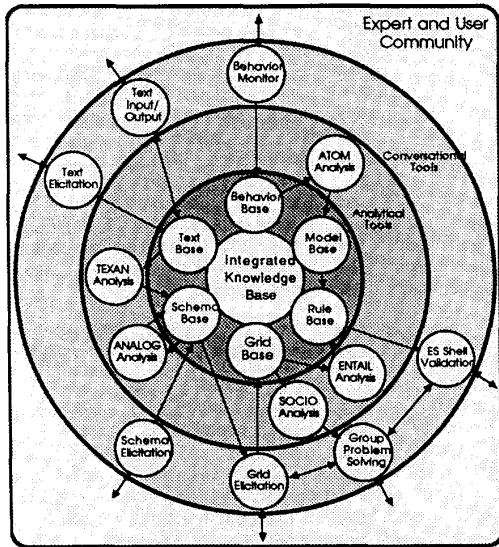 Expert and User
Community
Behavior
Monitor
Text
Input/
Output
ATOM
Analysis
Conversational
Tools
Text
Elicitation
Behavior
Base
Analytical
Tools
Text
Base
Model
Base
TEXAN
Analysis
Integrated
Knowledge
Base
Schema
Base
Rule
Base
ANALOG
Analysis
Grid
Base
ENTAIL
Analysis
ES Shell
Validation
SOCIO
Analysis
Schema
Elicitation
Group
Problem
Solving
Grid
Elicitation